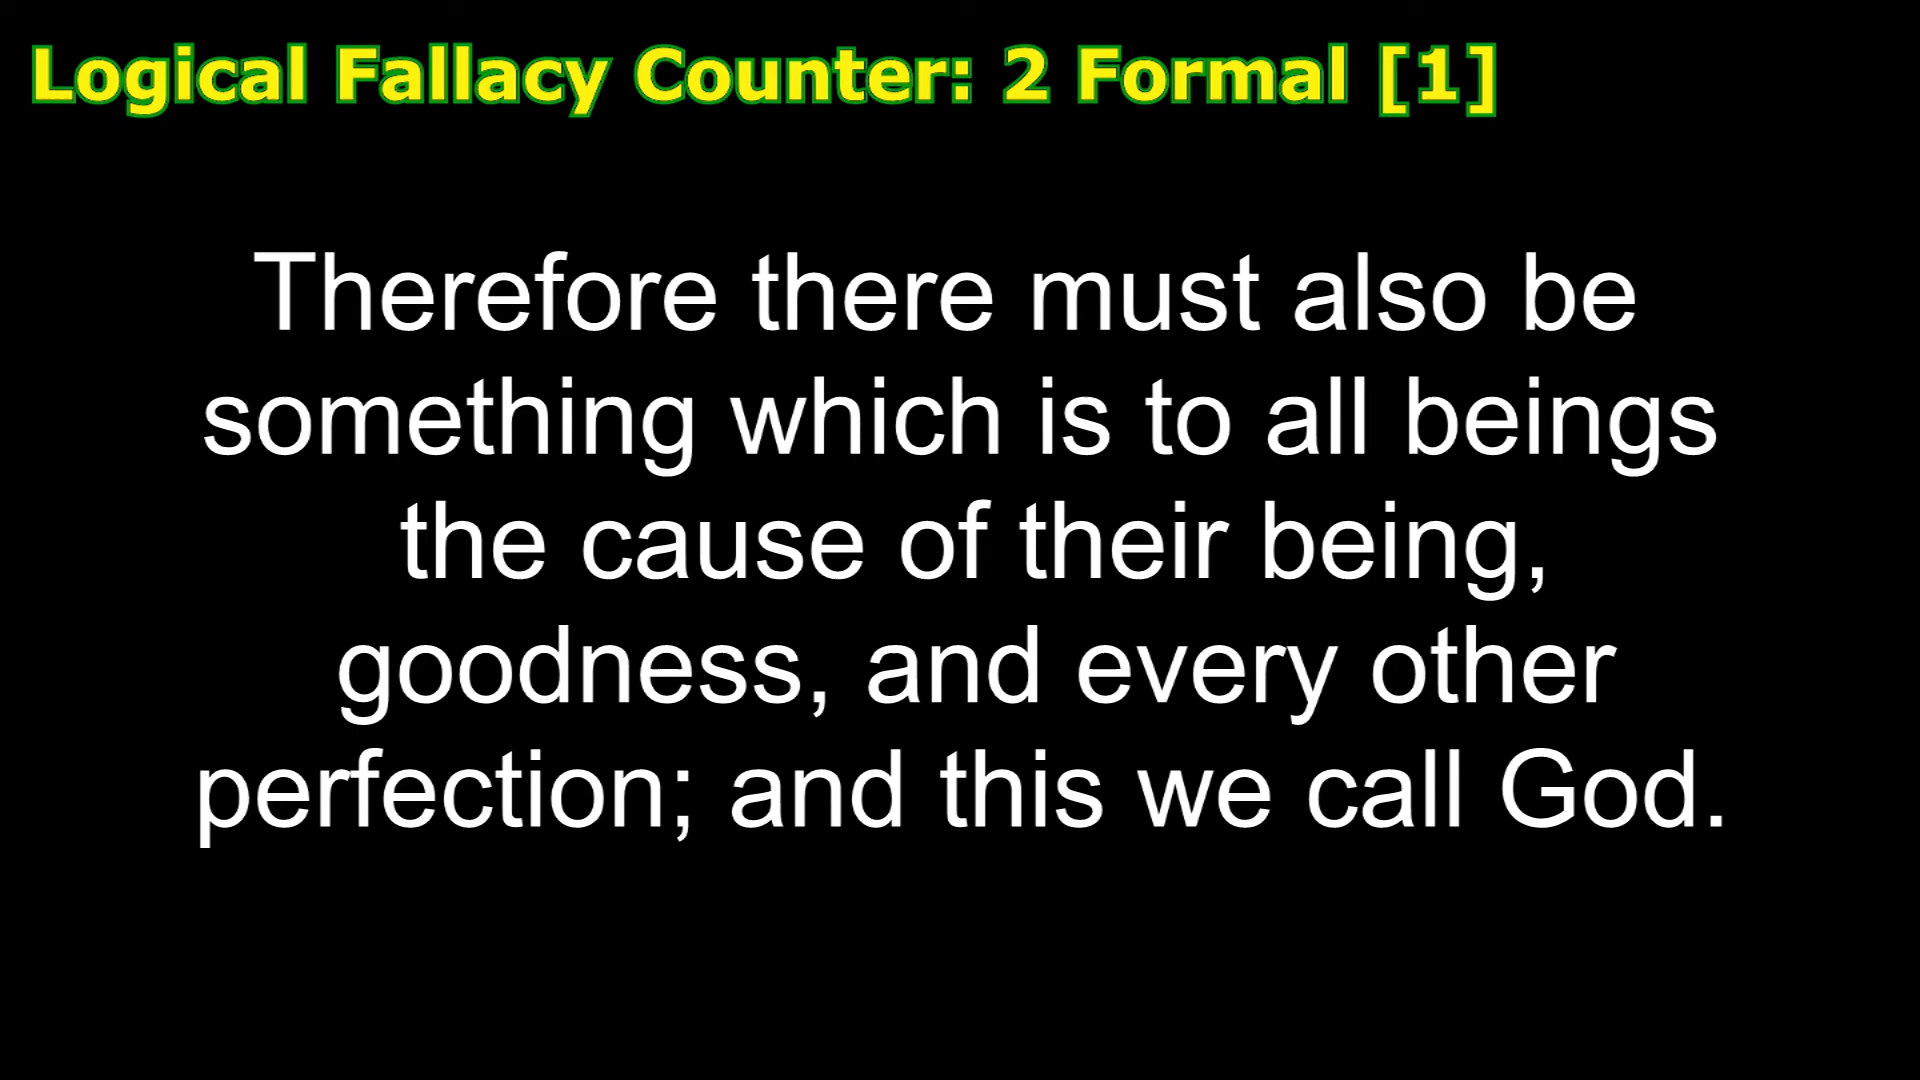 Logical Fallacy Counter: 2 Formal [1]
Therefore there must also be
something which is to all beings
the cause of their being,
goodness, and every other
perfection; and this we call God.